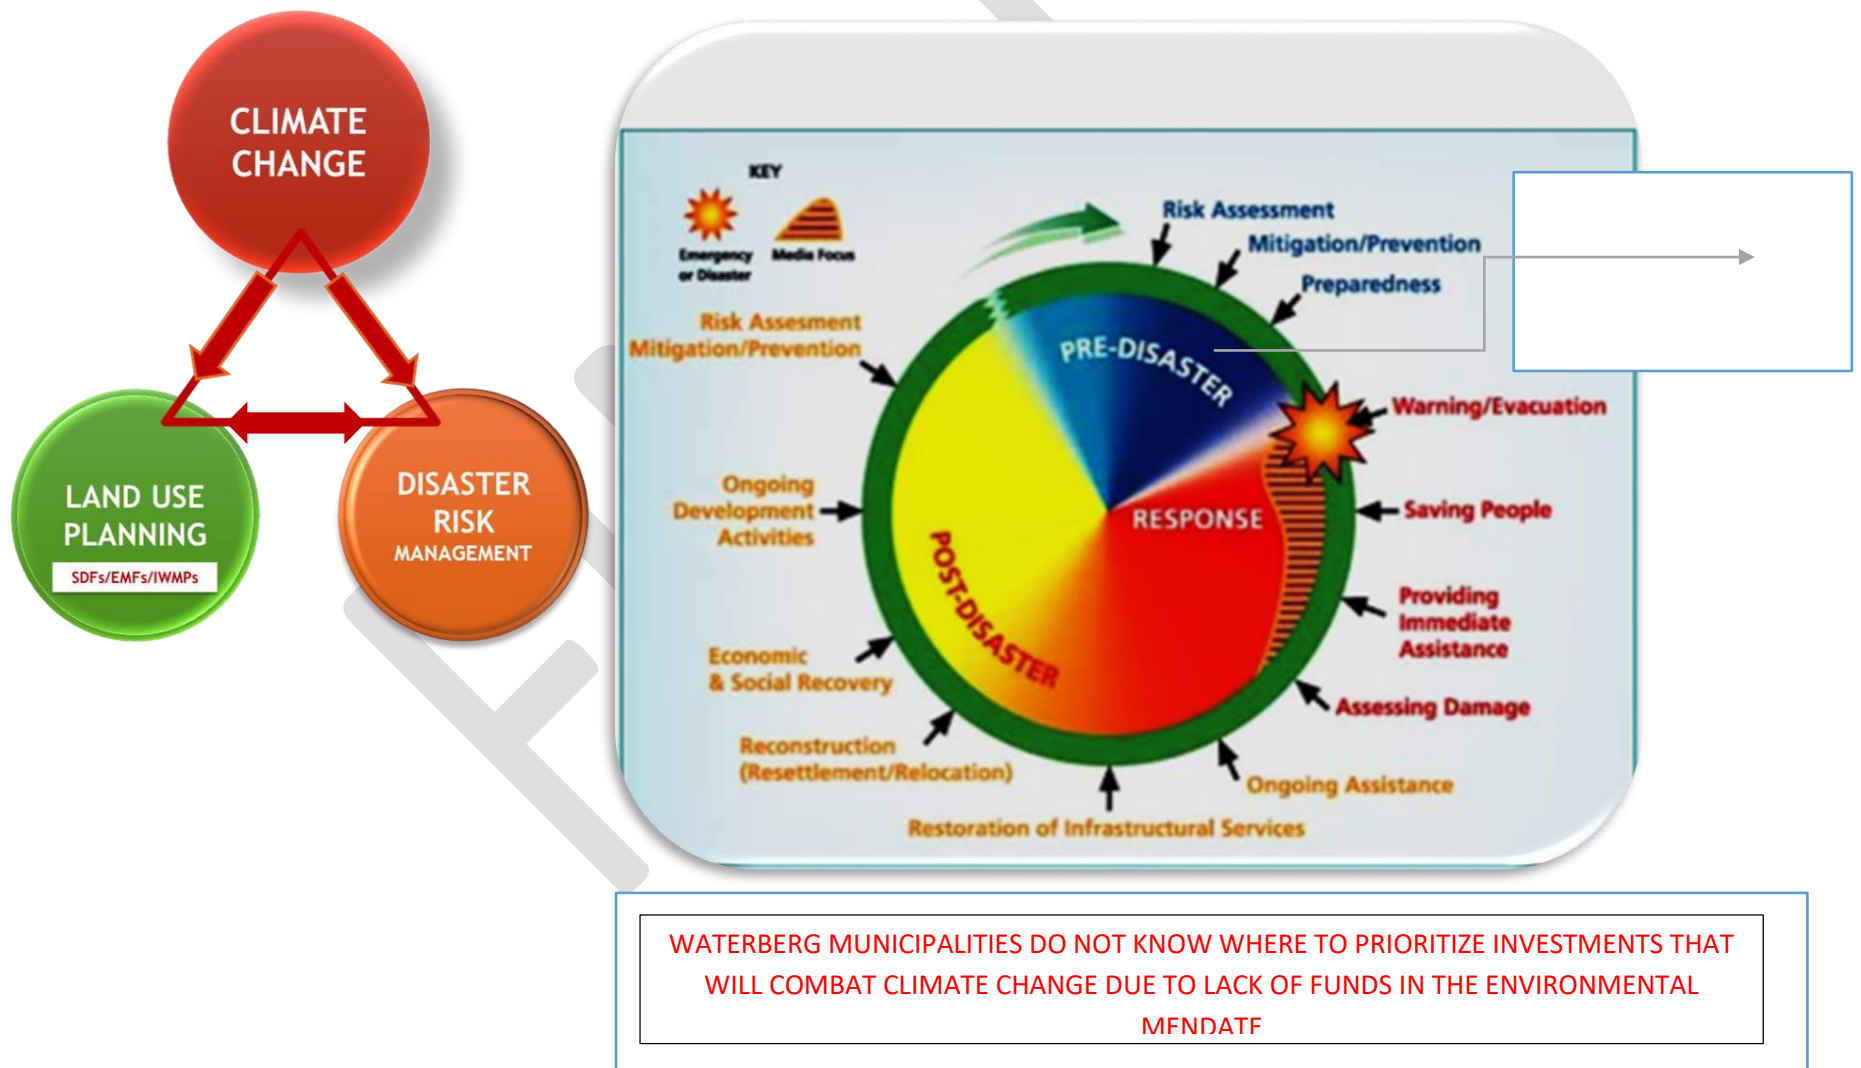 CLIMATE
CHANGE
LAND USE
PLANNING
SDFs/EMFs/IWMPs
DISASTER
RISK
MANAGEMENT
KEY
Emergency
or Disaster
Media Focus
Risk Assessment
Mitigation/Prevention
Preparedness
Risk Assesment
Mitigation/Prevention
PRE-DISASTER
Warning/Evacuation
Ongoing
Development
Activities
RESPONSE
Saving People
POST-DISASTER
Providing
Immediate
Assistance
Economic
& Social Recovery
Assessing Damage
Reconstruction
(Resettlement/Relocation)
Ongoing Assistance
Restoration of Infrastructural Services
WATERBERG MUNICIPALITIES DO NOT KNOW WHERE TO PRIORITIZE INVESTMENTS THAT
WILL COMBAT CLIMATE CHANGE DUE TO LACK OF FUNDS IN THE ENVIRONMENTAL
MENDATE